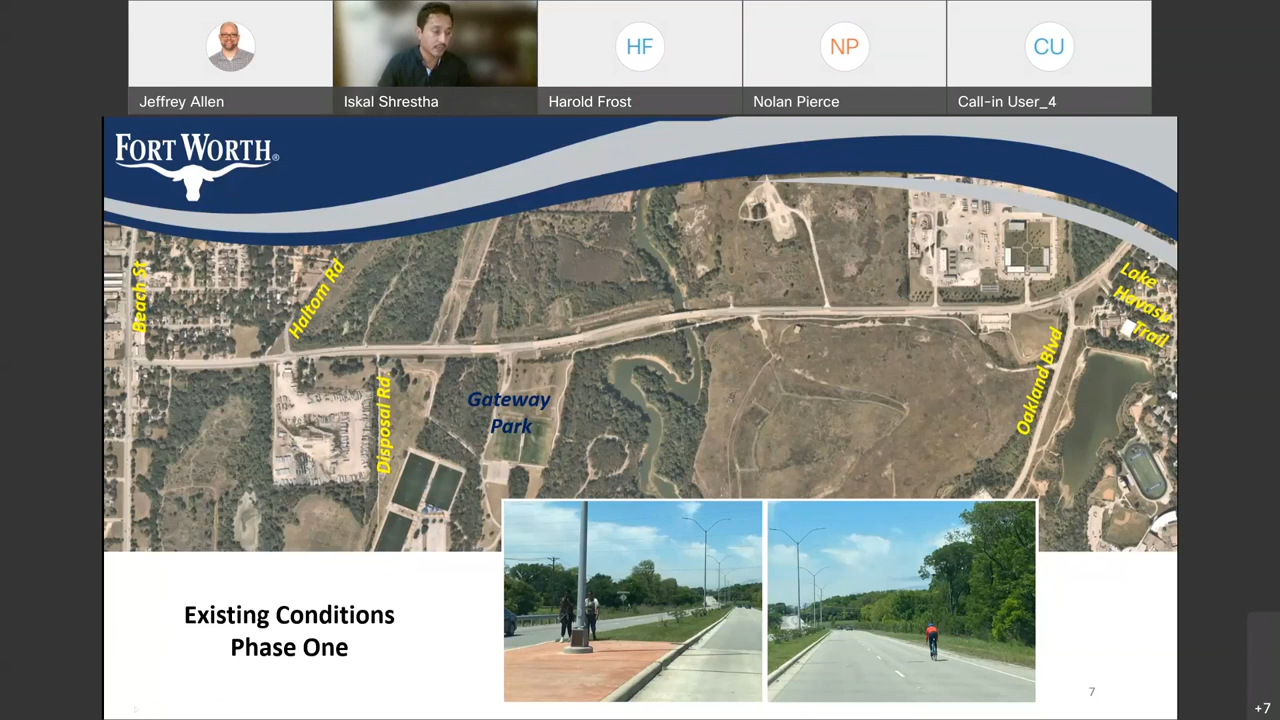 HF
NP
CU
Jeffrey Allen
Iskal Shrestha
Harold Frost
Nolan Pierce
Call-in User_4
FORT WORTH®
Beach St
Haltom Rd
Disposal Rd
Gateway
Park
Oakland Blvd
Lake
Havasu
Trail
Existing Conditions
Phase One
7
+7